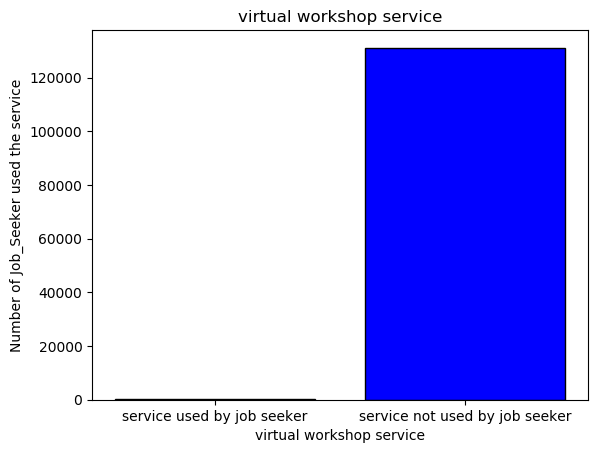 virtual workshop service
Number of Job_Seeker used the service
120000
100000
80000
60000
40000
20000
0
service used by job seeker
service not used by job seeker
virtual workshop service